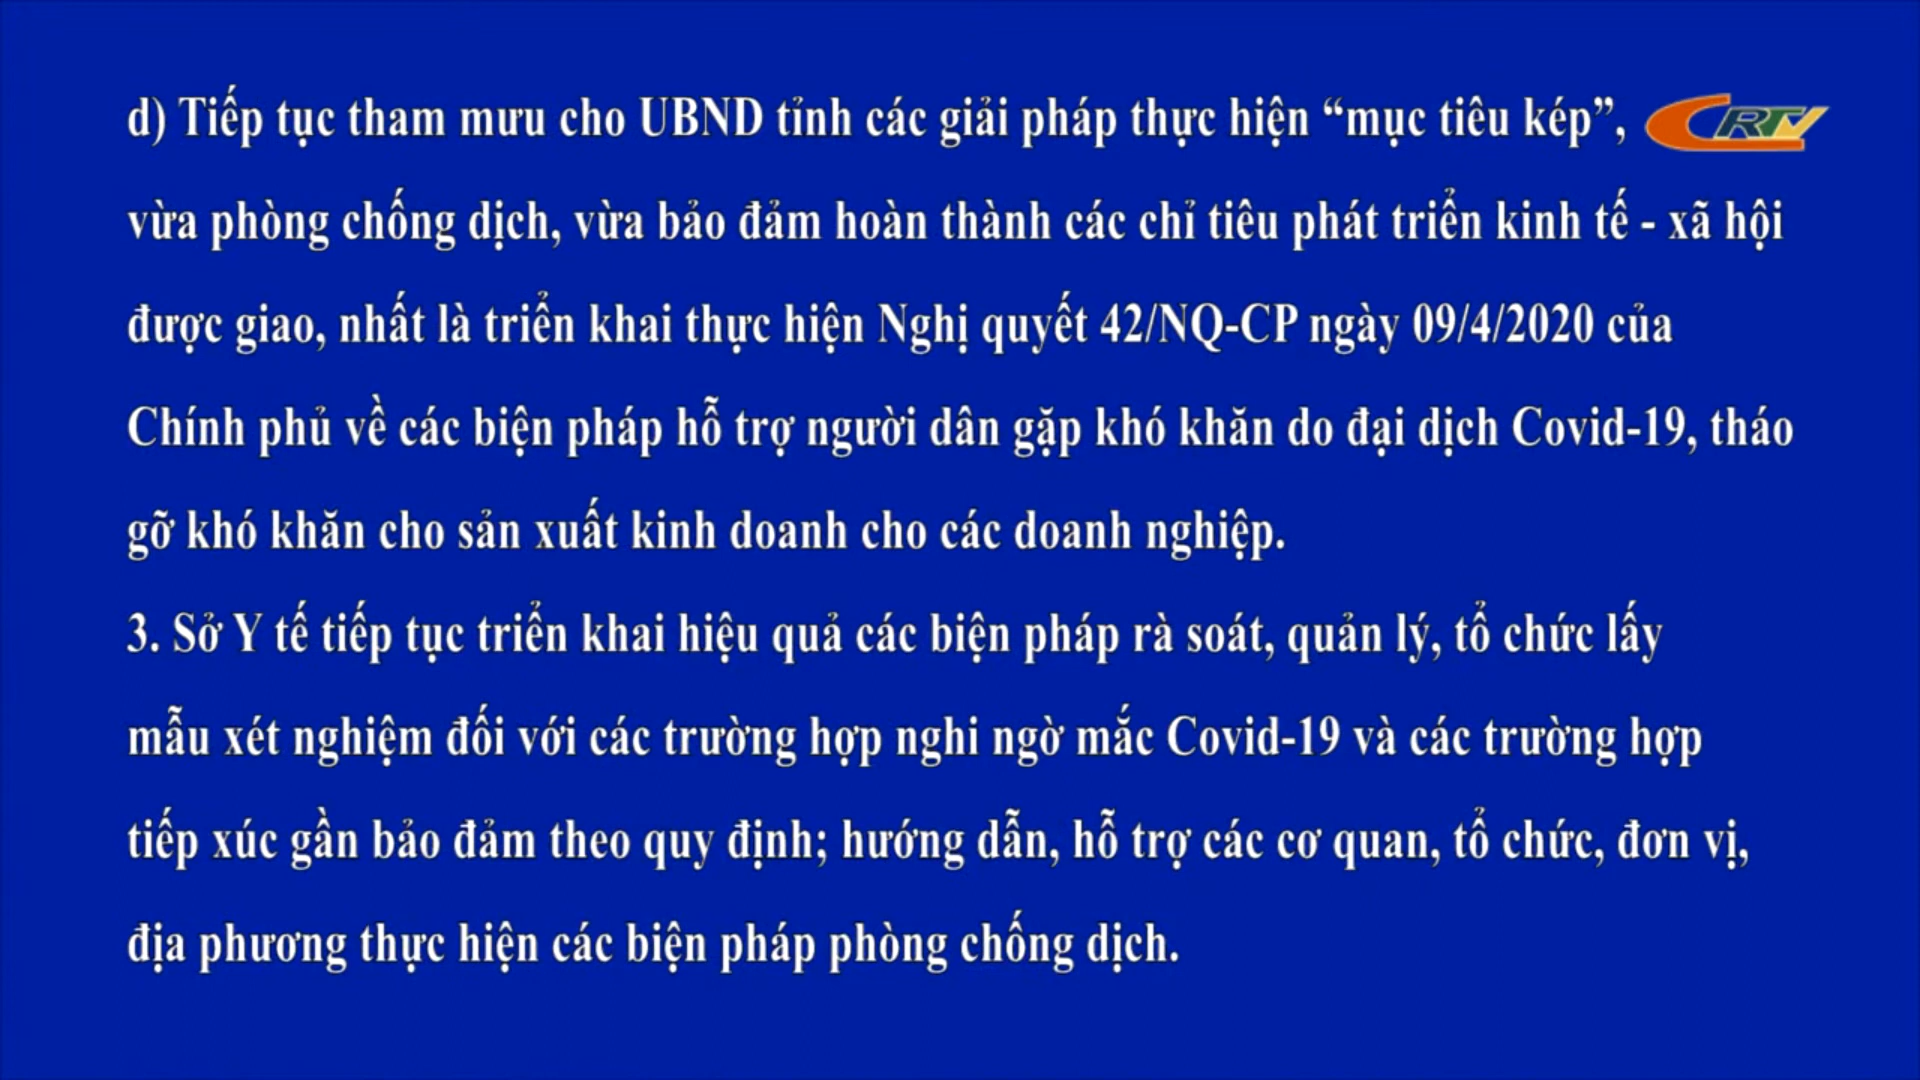 d) Tiếp tục tham mưu cho UBND tỉnh các giải pháp thực hiện “mục tiêu kép”,
CRTV
vừa phòng chống dịch, vừa bảo đảm hoàn thành các chỉ tiêu phát triển kinh tế - xã hội
được giao, nhất là triển khai thực hiện Nghị quyết 42/NQ-CP ngày 09/4/2020 của
Chính phủ về các biện pháp hỗ trợ người dân gặp khó khăn do đại dịch Covid-19, tháo
gỡ khó khăn cho sản xuất kinh doanh cho các doanh nghiệp.
3. Sở Y tế tiếp tục triển khai hiệu quả các biện pháp rà soát, quản lý, tổ chức lấy
mẫu xét nghiệm đối với các trường hợp nghi ngờ mắc Covid-19 và các trường hợp
tiếp xúc gần bảo đảm theo quy định; hướng dẫn, hỗ trợ các cơ quan, tổ chức, đơn vị,
địa phương thực hiện các biện pháp phòng chống dịch.